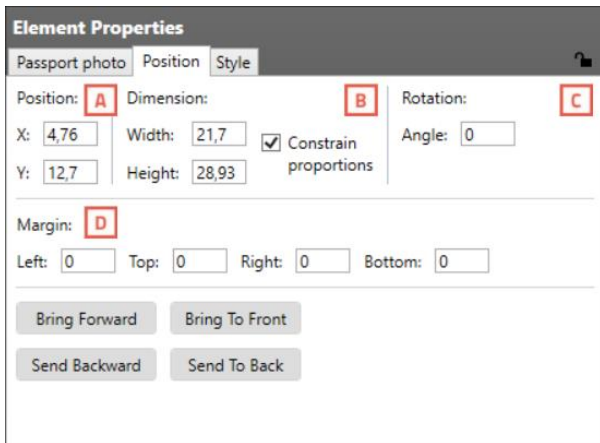 Element Properties
Passport photo Position Style
Position: A Dimension: B Rotation: C
X: 4,76 Width: 21,7 Constrain proportions Angle: 0
Y: 12,7 Height: 28,93
Margin: D
Left: 0 Top: 0 Right: 0 Bottom: 0
Bring Forward Bring To Front
Send Backward Send To Back